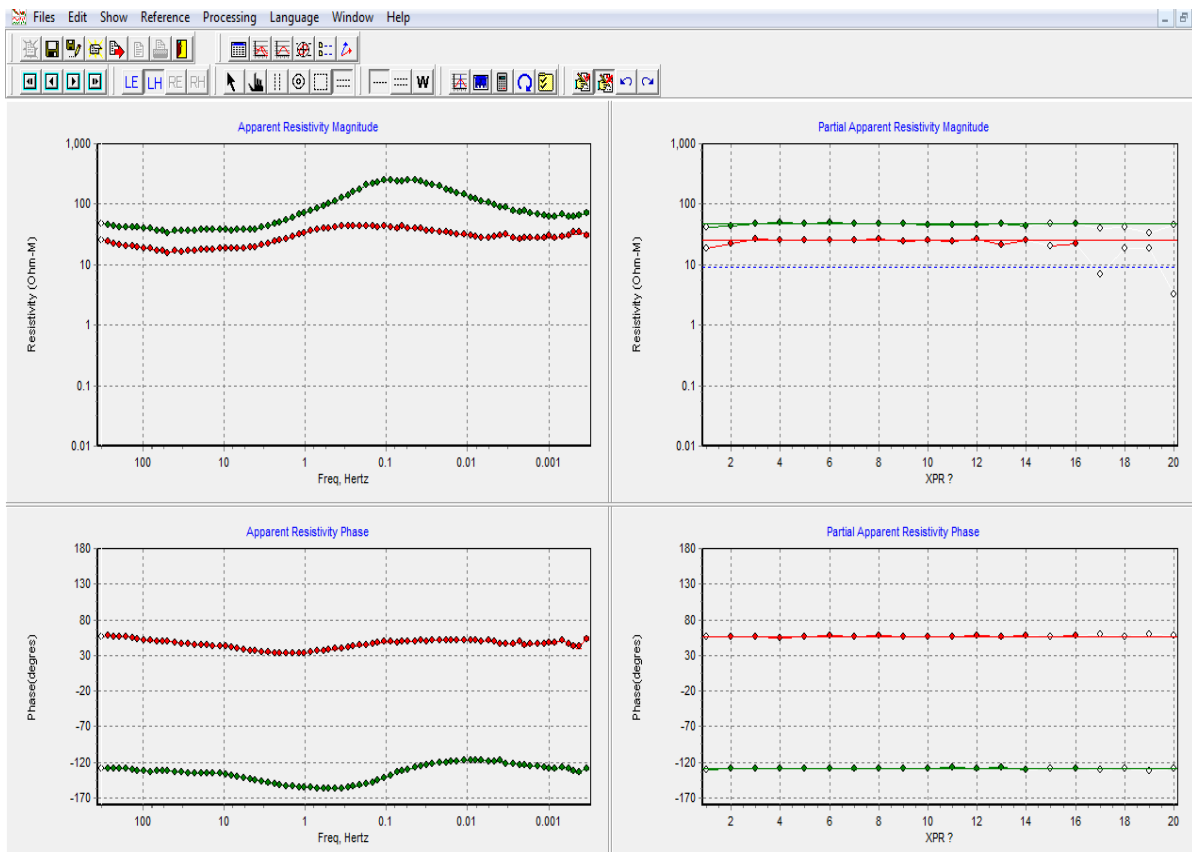 Files Edit Show Reference Processing Language Window Help
LE LH RE RH W
Apparent Resistivity Magnitude
1,000
100
10
1
0.1
0.01
Resistivity (Ohm-M)
100 10 1 0.1 0.01 0.001
Freq, Hertz
Partial Apparent Resistivity Magnitude
1,000
100
10
1
0.1
0.01
Resistivity (Ohm-M)
2 4 6 8 10 12 14 16 18 20
XPR ?
Apparent Resistivity Phase
180
130
80
30
-20
-70
-120
-170
Phase(degres)
100 10 1 0.1 0.01 0.001
Freq, Hertz
Partial Apparent Resistivity Phase
180
130
80
30
-20
-70
-120
-170
Phase(degres)
2 4 6 8 10 12 14 16 18 20
XPR ?